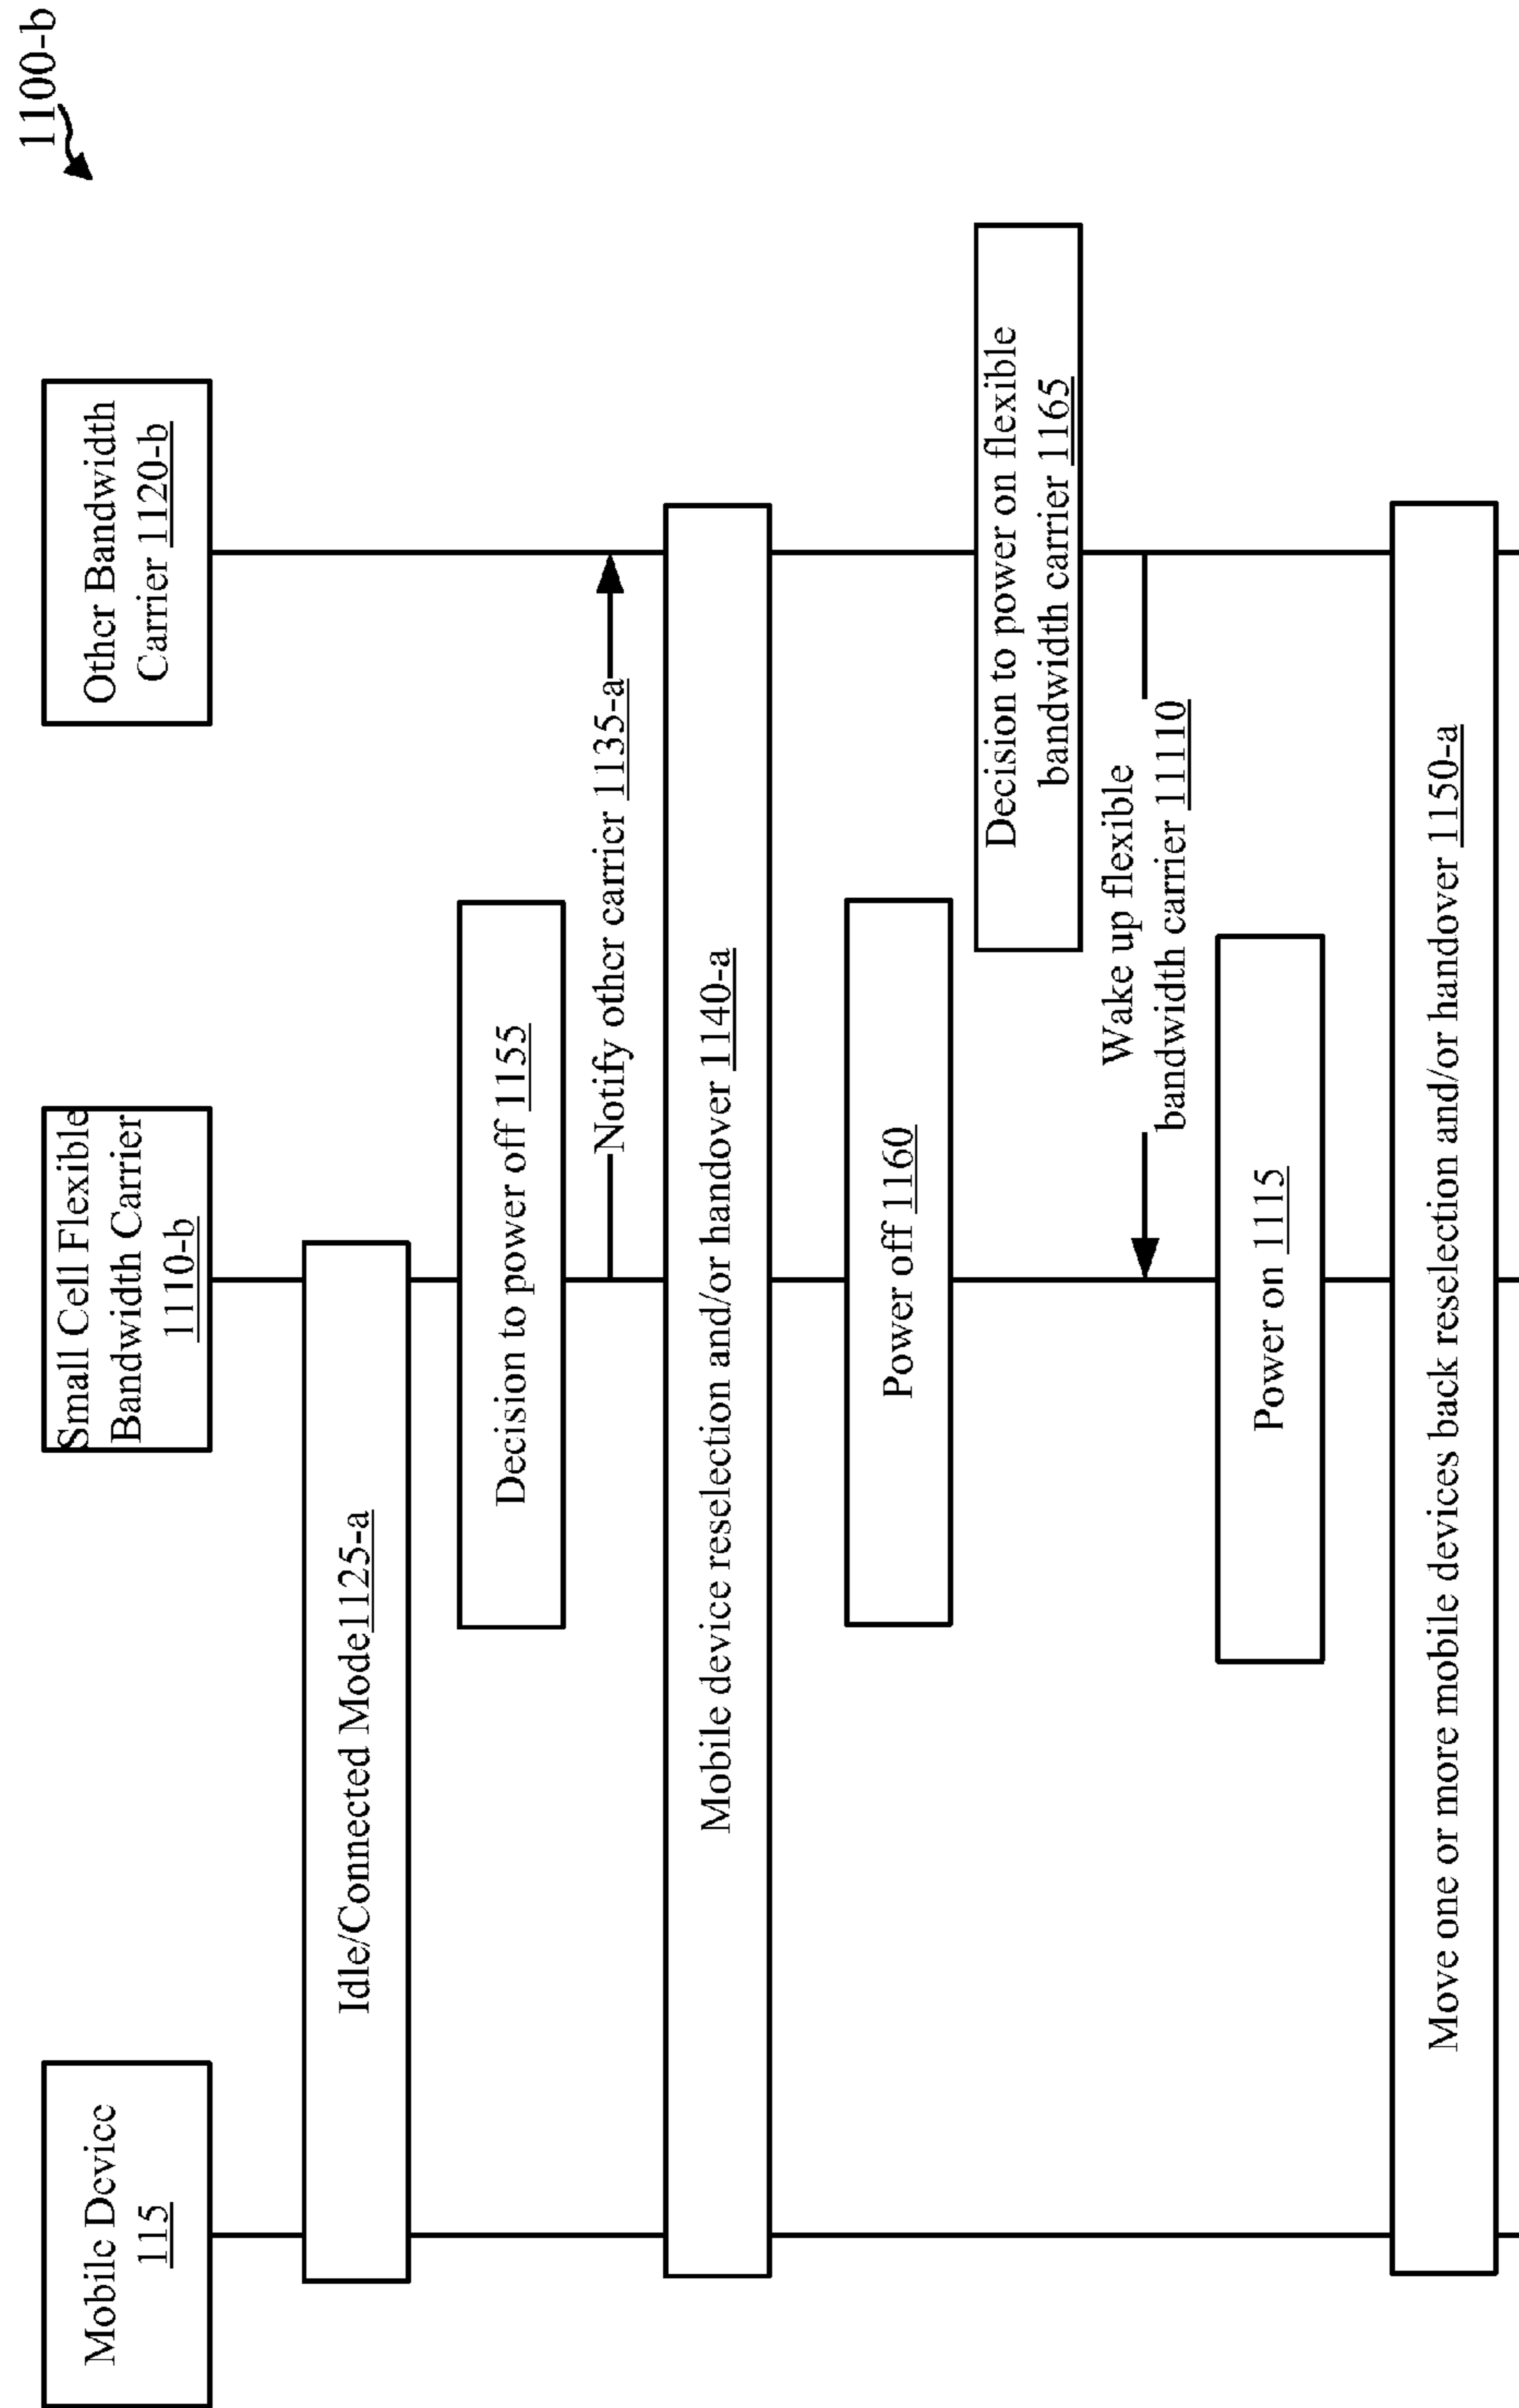 1100-b
Mobile Device
115
Small Cell Flexible
Bandwidth Carrier
1110-b
Other Bandwidth
Carrier 1120-b
Idle/Connected Mode1125-a
Decision to power off 1155
Notify other carrier 1135-a
Mobile device reselection and/or handover 1140-a
Power off 1160
Decision to power on flexible
bandwidth carrier 1165
Wake up flexible
bandwidth carrier 11110
Power on 1115
Move one or more mobile devices back reselection and/or handover 1150-a